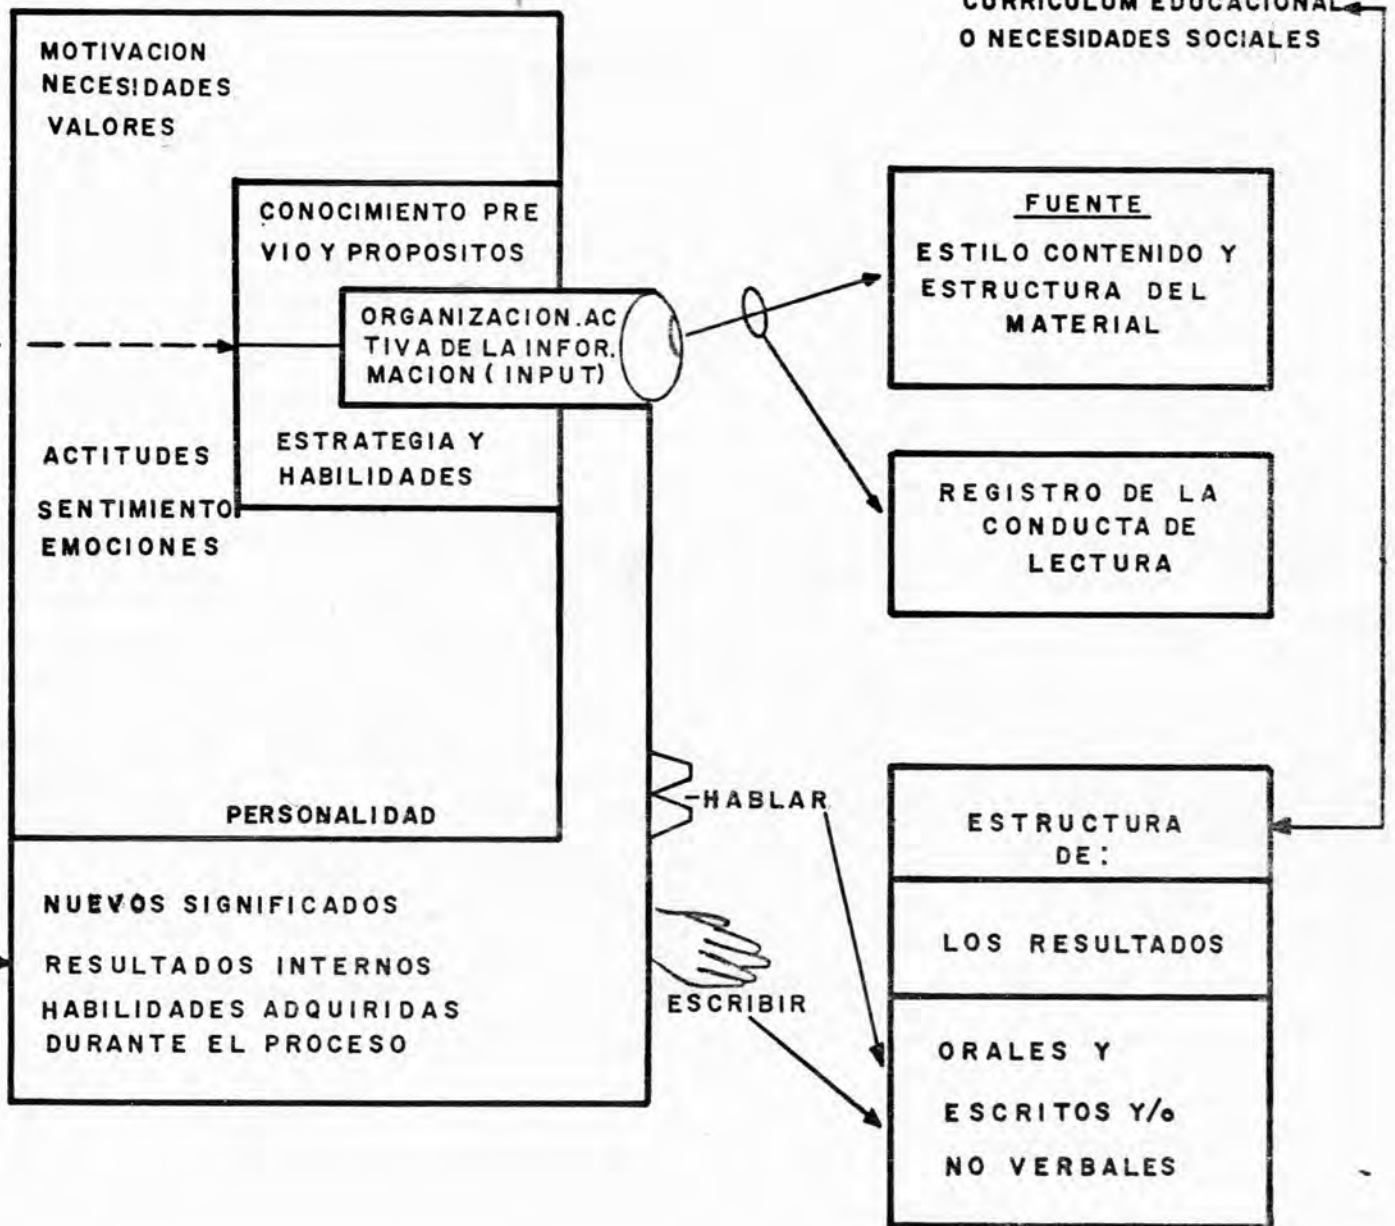 CURRICULUM EDUCACIONAL
O NECESIDADES SOCIALES
MOTIVACION
NECESIDADES
VALORES
CONOCIMIENTO PRE
VIO Y PROPOSITOS
ORGANIZACION.AC
TIVA DE LA INFOR.
MACION (INPUT)
ESTRATEGIA Y
HABILIDADES
ACTITUDES
SENTIMIENTO
EMOCIONES
PERSONALIDAD
NUEVOS SIGNIFICADOS
RESULTADOS INTERNOS
HABILIDADES ADQUIRIDAS
DURANTE EL PROCESO
FUENTE
ESTILO CONTENIDO Y
ESTRUCTURA DEL
MATERIAL
REGISTRO DE LA
CONDUCTA DE
LECTURA
-HABLAR
ESCRIBIR
ESTRUCTURA
DE:
LOS RESULTADOS
ORALES Y
ESCRITOS Y/o
NO VERBALES